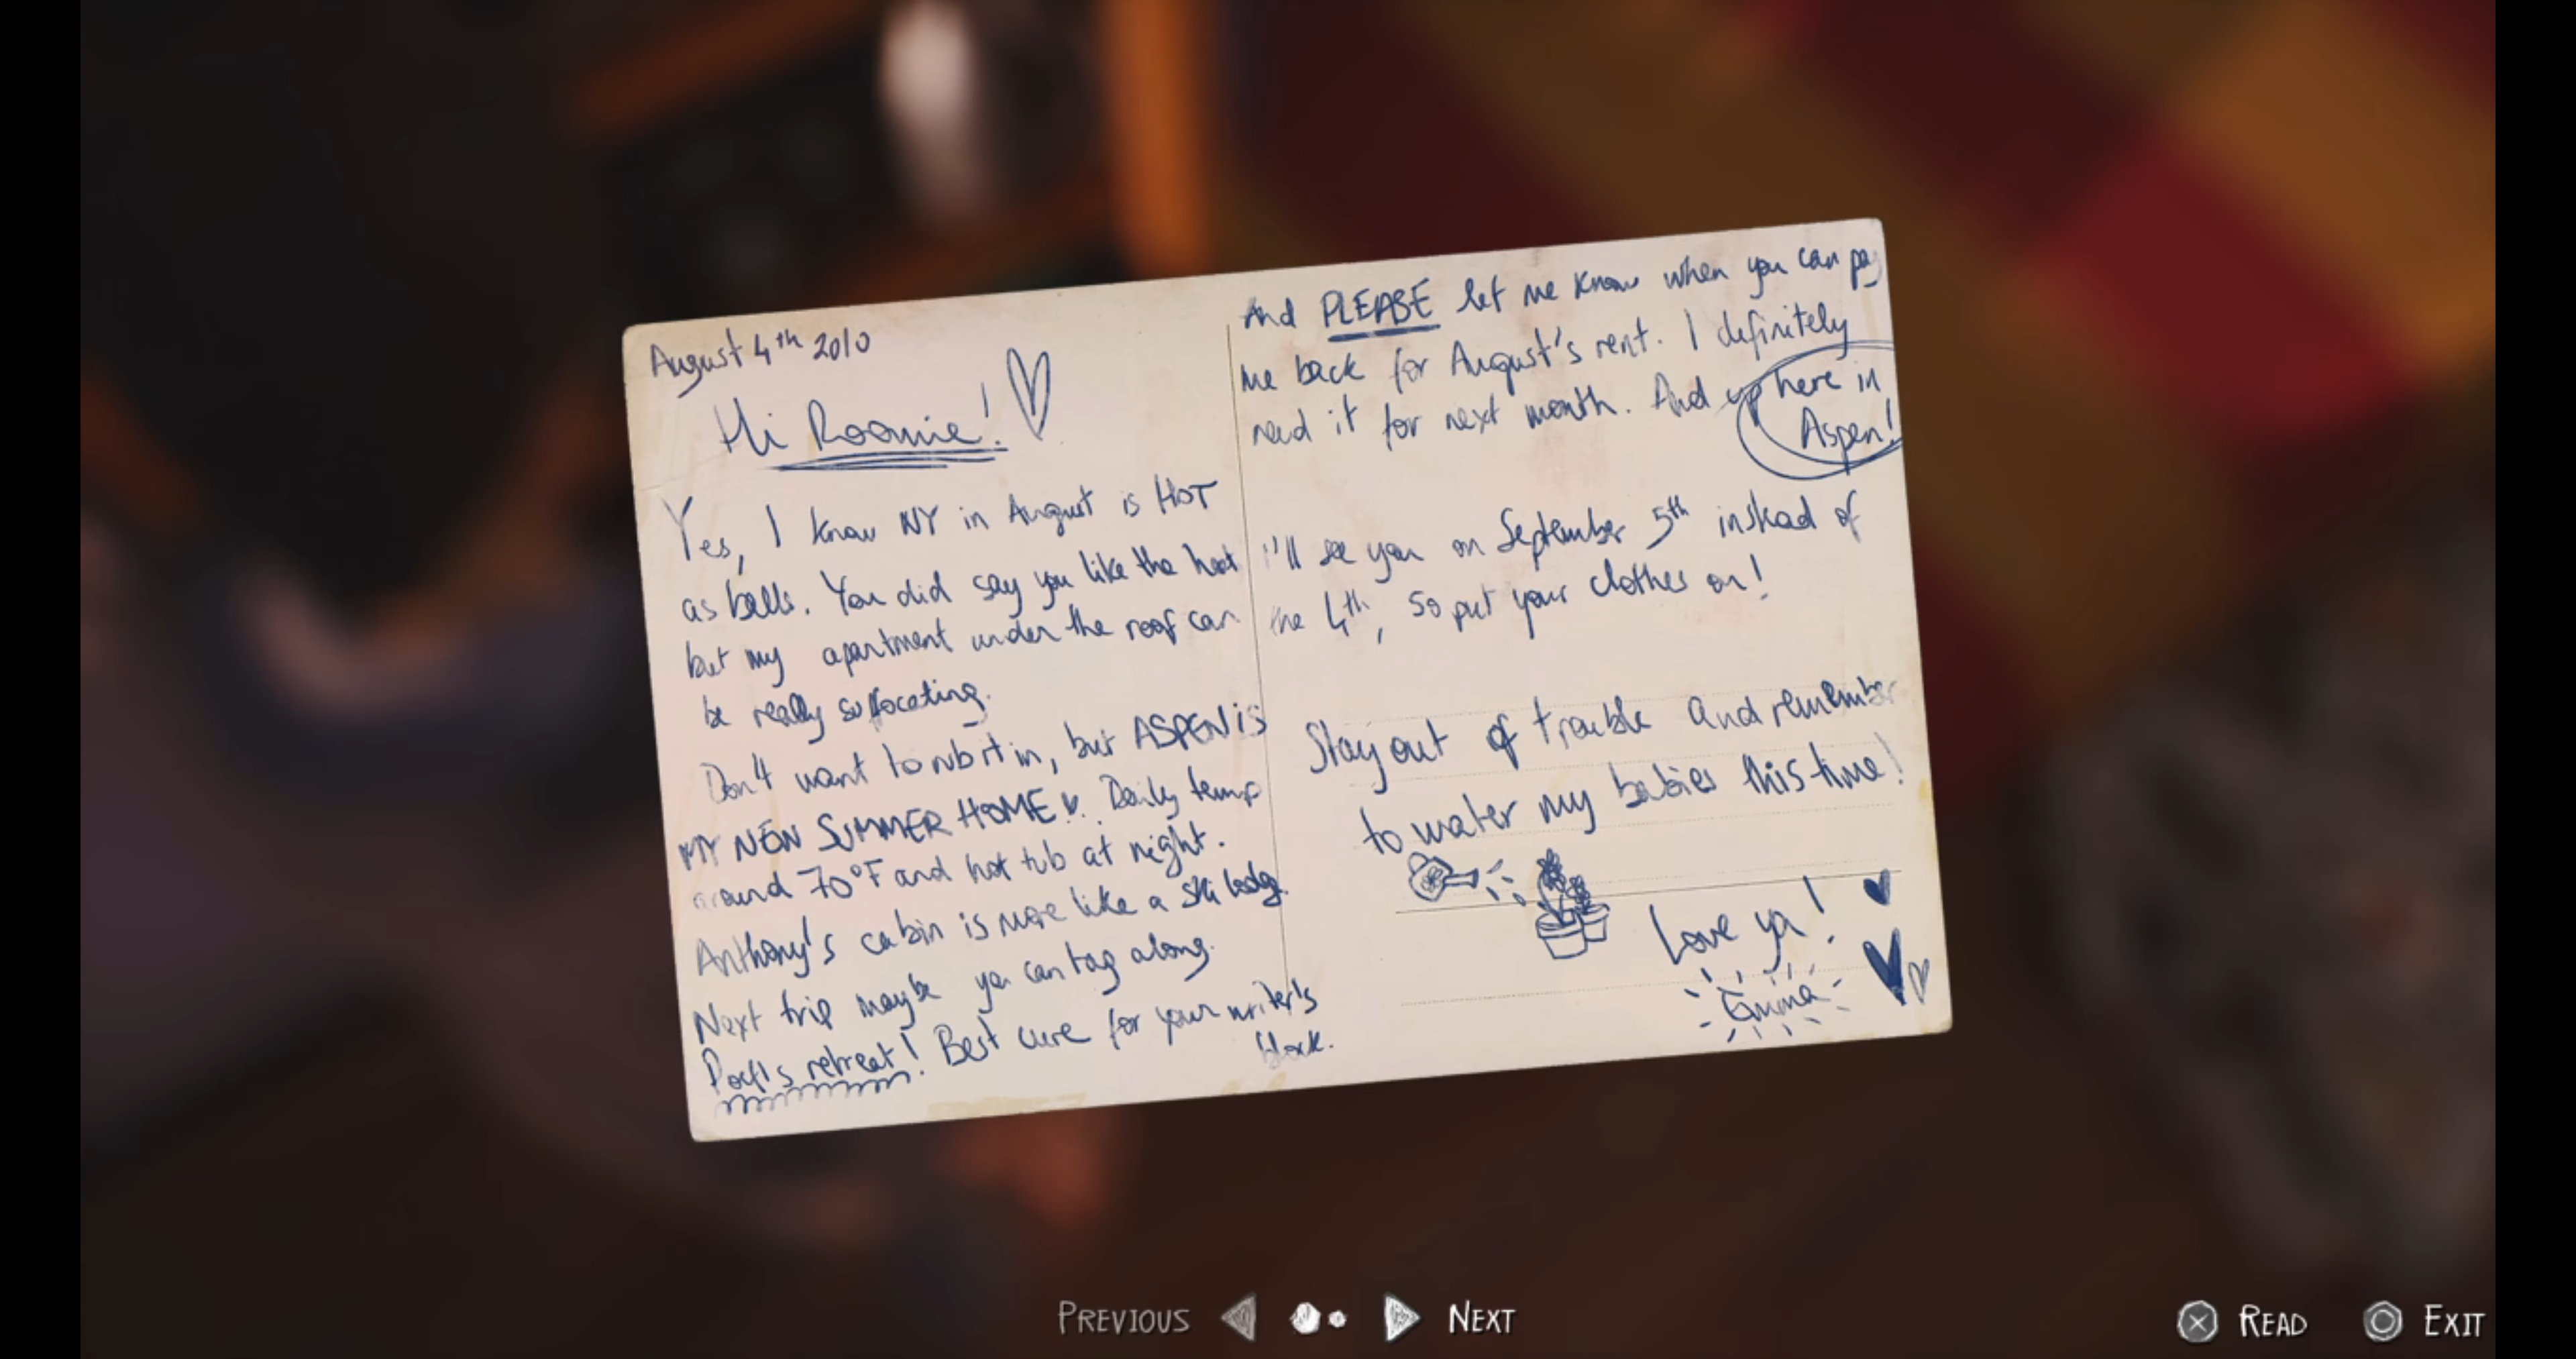 August 4th 2010
Hi Roomie!
Yes, I know NY in August is HOT
as balls. You did say you like the heat
but my apartment under the roof can
be really suffocating.
Don't want to rub it in, but ASPEN is
MY NEW SUMMER HOME! Daily temp
around 70°F and hot tub at night.
Anthony's cabin is more like a ski lodge.
Next trip maybe you can tag along.
Poet's retreat! Best cure for your writer's
block.
And PLEASE let me know when you can pay
me back for August's rent. I definitely
need it for next month. And up here in
Aspen!
I'll see you on September 5th instead of
the 4th, so put your clothes on!
Stay out of trouble and remember
to water my babies this time!
Love ya!
Emma
PREVIOUS NEXT
READ EXIT